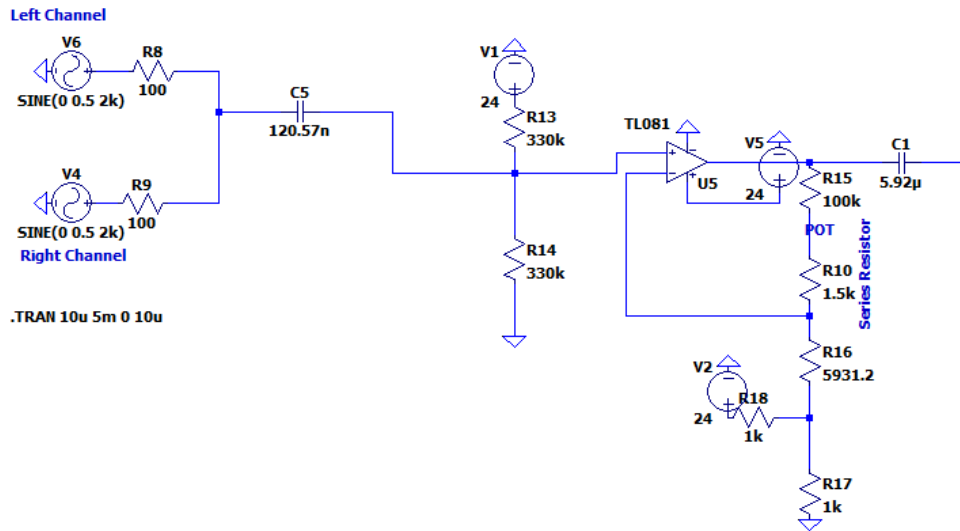 Left Channel
V6
SINE(0 0.5 2k)
R8
100
C5
120.57n
V4
SINE(0 0.5 2k)
R9
100
Right Channel
.TRAN 10u 5m 0 10u
V1
24
R13
330k
R14
330k
TL081
U5
V5
24
C1
5.92µ
R15
100k
POT
R10
1.5k
Series Resistor
R16
5931.2
V2
24
R18
1k
R17
1k